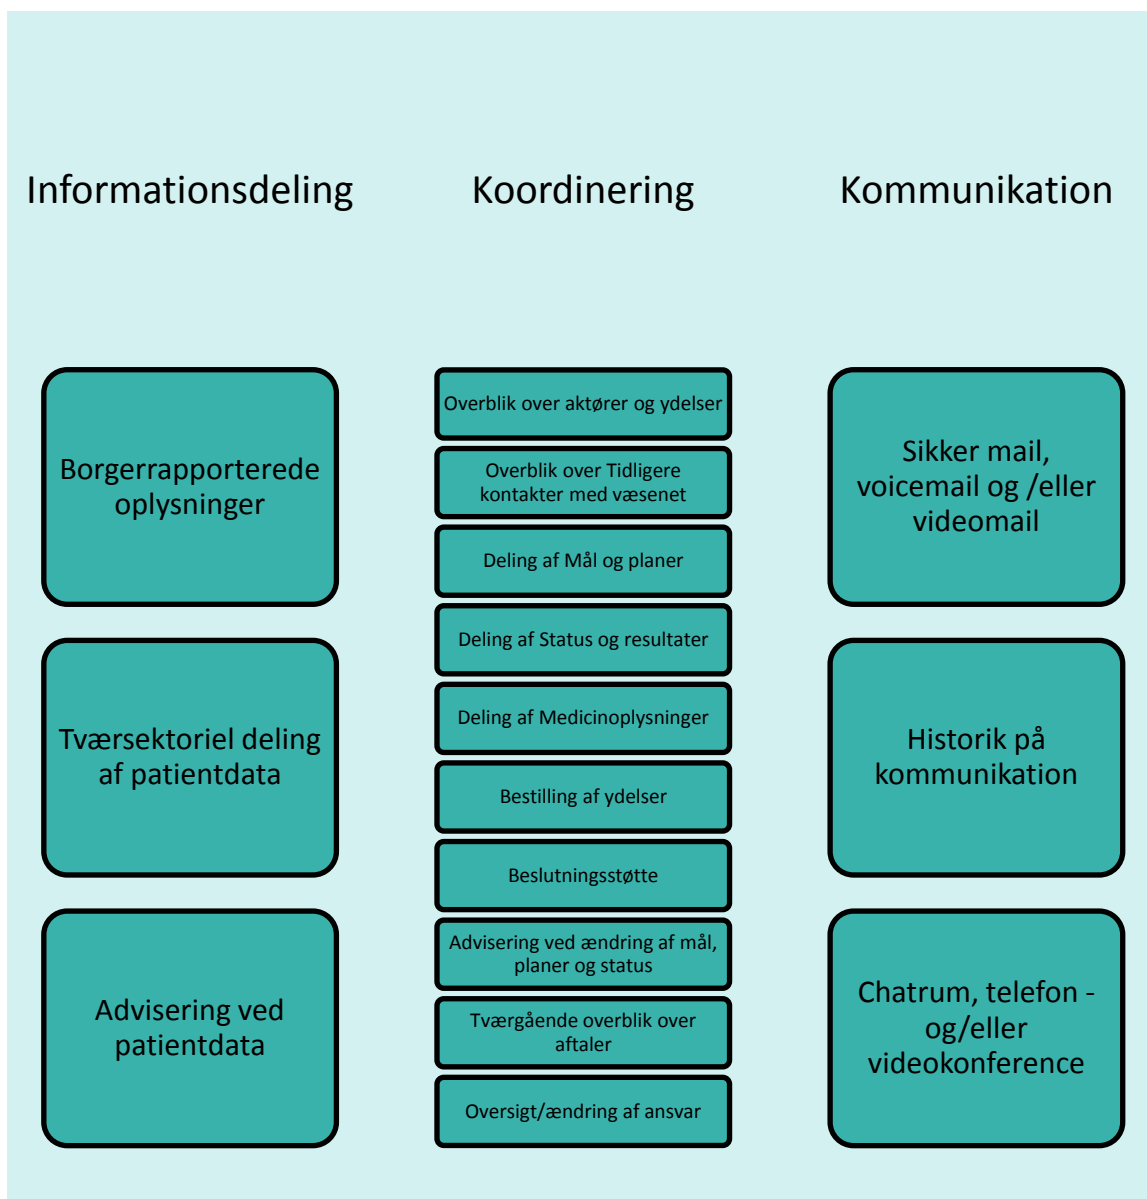 Informationsdeling
Borgerrapporterede
oplysninger
Tværsektoriel deling
af patientdata
Advisering ved
patientdata
Koordinering
Overblik over aktører og ydelser
Overblik over Tidligere
kontakter med væsenet
Deling af Mål og planer
Deling af Status og resultater
Deling af Medicinoplysninger
Bestilling af ydelser
Beslutningsstøtte
Advisering ved ændring af mål,
planer og status
Tværgående overblik over
aftaler
Oversigt/ændring af ansvar
Kommunikation
Sikker mail,
voicemail og /eller
videomail
Historik på
kommunikation
Chatrum, telefon -
og/eller
videokonference